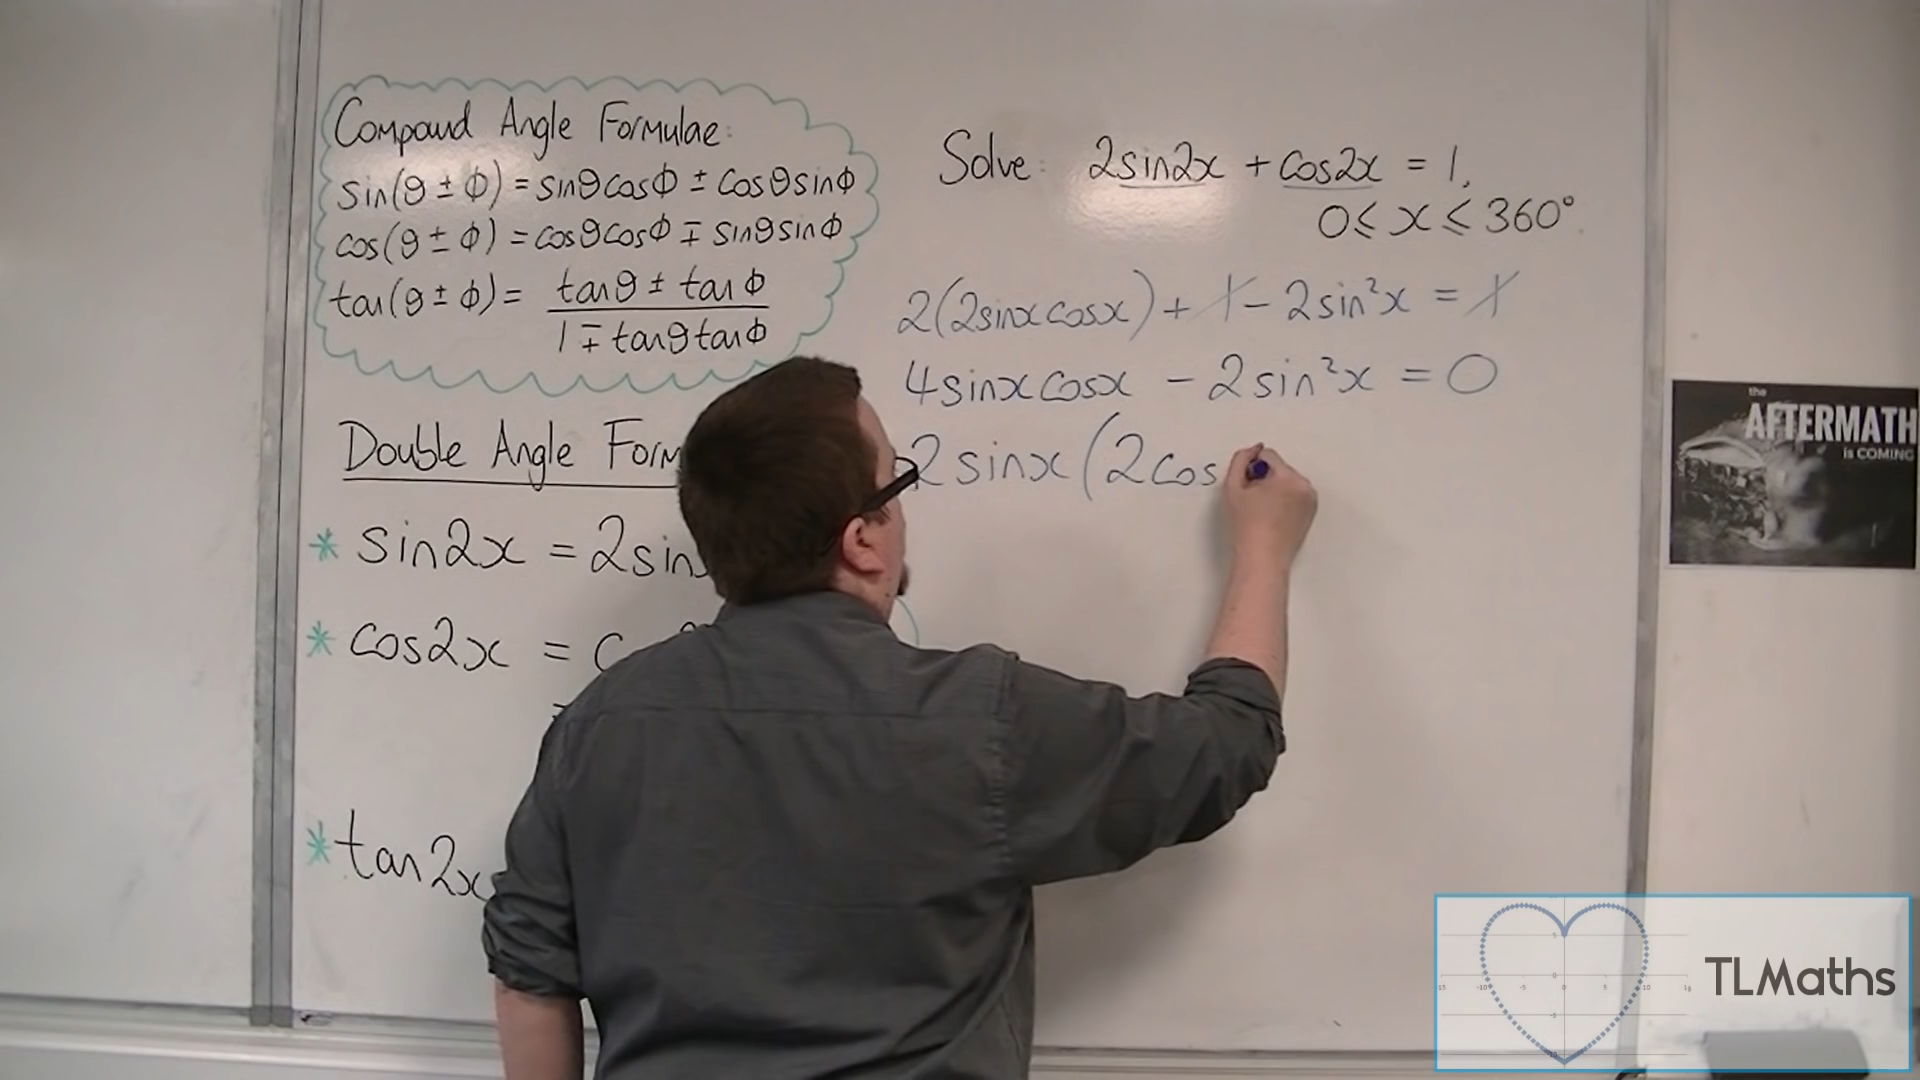 Compound Angle Formulae:
sin(θ ± Φ) = sinθcosΦ ± cosθsinΦ
cos(θ ± Φ) = cosθcosΦ ∓ sinθsinΦ
tan(θ ± Φ) = tanθ ± tanΦ
1 ∓ tanθtanΦ
Double Angle Form
* sin2x = 2sin
* cos2x = c
=
* tan2x
Solve: 2sin2x + cos2x = 1,
0 ≤ x ≤ 360°.
2(2sinxcosx) + 1 - 2sin²x = 1
4sinxcosx - 2sin²x = 0
2sinx(2cos
the
AFTERMATH
is COMING
TLMaths